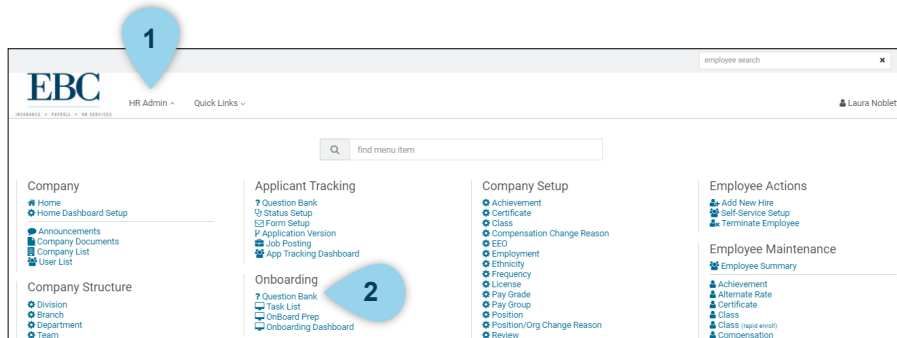 1
employee search
EBC
INSURANCE • PAYROLL • HR SERVICES
HR Admin
Quick Links
Laura Noblet
find menu item
Company
Home
Home Dashboard Setup
Announcements
Company Documents
Company List
User List
Company Structure
Division
Branch
Department
Team
Applicant Tracking
Question Bank
Status Setup
Form Setup
Application Version
Job Posting
App Tracking Dashboard
Onboarding
Question Bank
Task List
OnBoard Prep
Onboarding Dashboard
2
Company Setup
Achievement
Certificate
Class
Compensation Change Reason
EEO
Employment
Ethnicity
Frequency
License
Pay Grade
Pay Group
Position
Position/Org Change Reason
Review
Employee Actions
Add New Hire
Self-Service Setup
Terminate Employee
Employee Maintenance
Employee Summary
Achievement
Alternate Rate
Certificate
Class
Class (rapid enroll)
Compensation